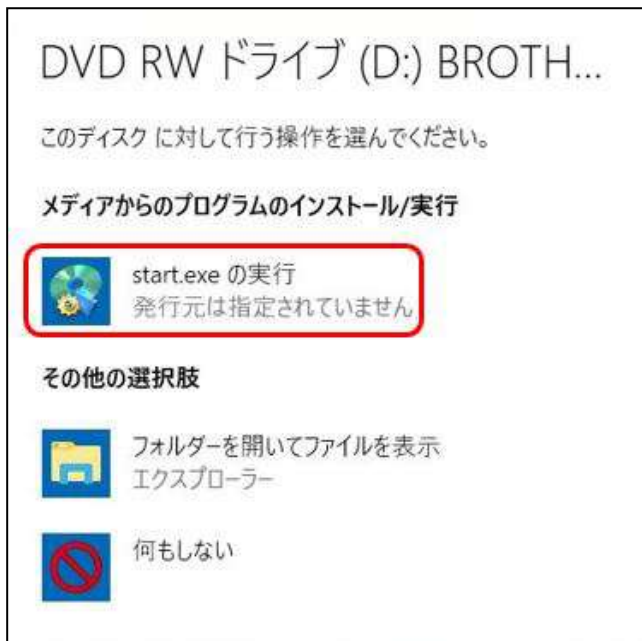 DVD RW ドライブ (D:) BROTH...
このディスク に対して行う操作を選んでください。
メディアからのプログラムのインストール/実行
start.exe の実行
発行元は指定されていません
その他の選択肢
フォルダーを開いてファイルを表示
エクスプローラー
何もしない